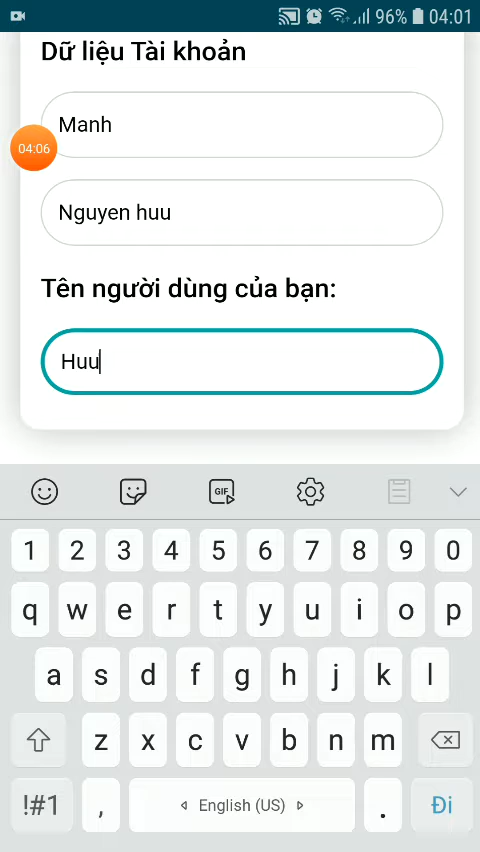 96% 04:01
Dữ liệu Tài khoản
Manh
04:06
Nguyen huu
Tên người dùng của bạn:
Huu
GIF
1 2 3 4 5 6 7 8 9 0
q w e r t y u i o p
a s d f g h j k l
z x c v b n m
!#1 , English (US) . Đi